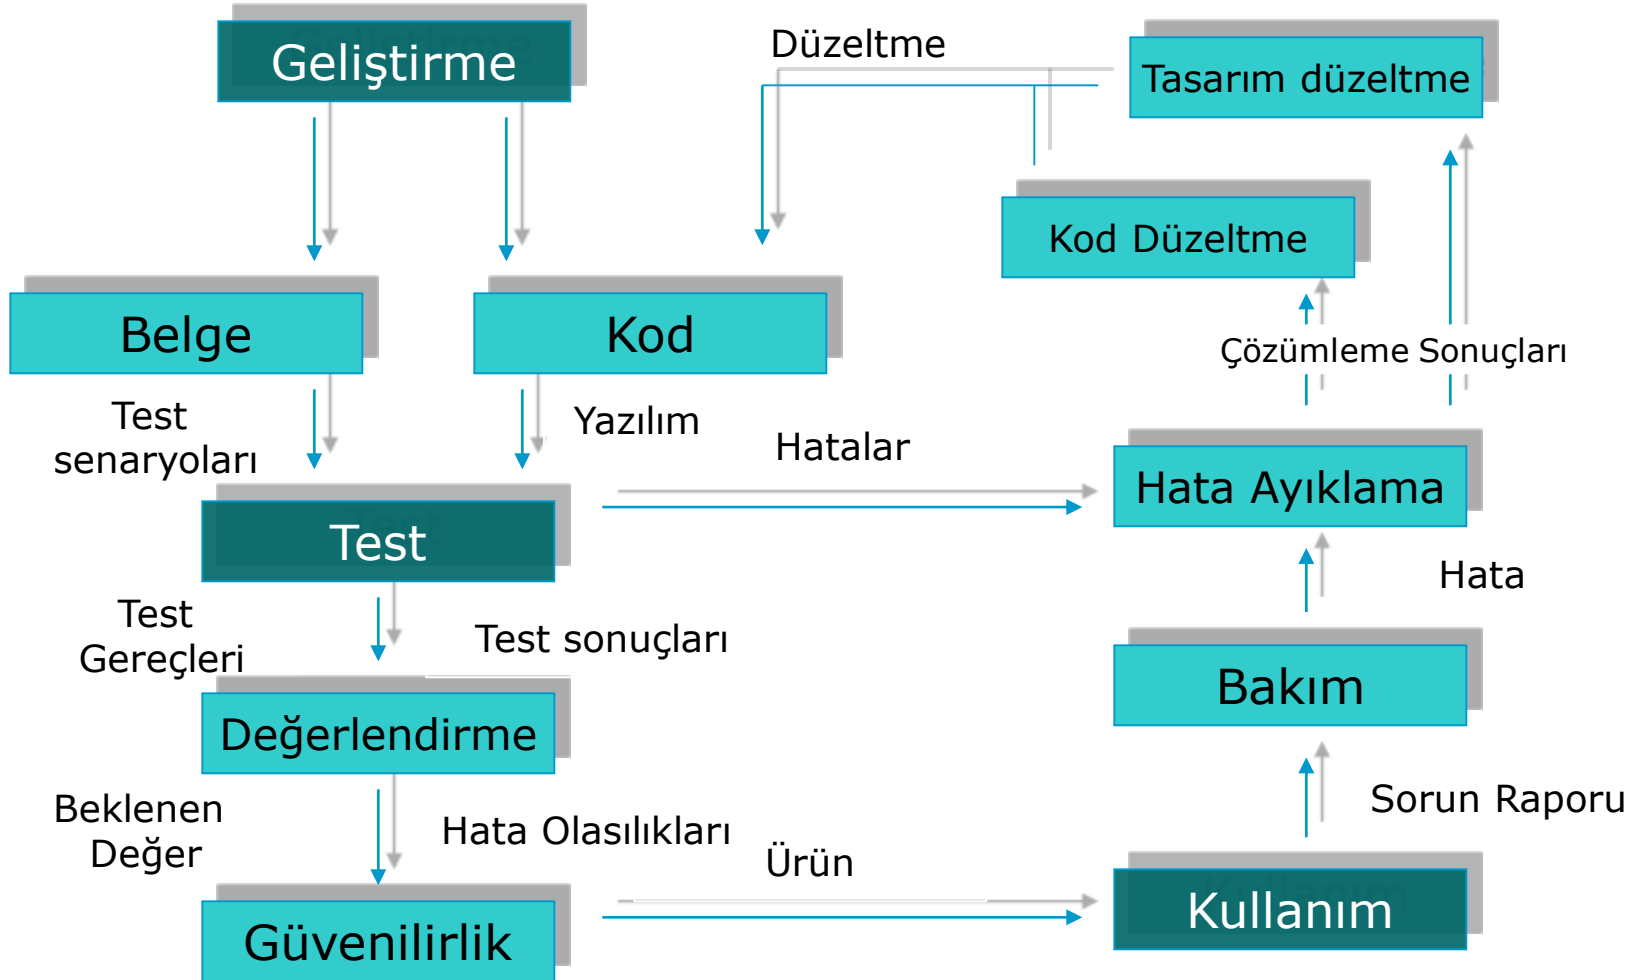 Geliştirme
Düzeltme
Tasarım düzeltme
Kod Düzeltme
Belge
Kod
Çözümleme Sonuçları
Test
senaryoları
Yazılım
Hatalar
Hata Ayıklama
Test
Hata
Test
Gereçleri
Test sonuçları
Bakım
Değerlendirme
Beklenen
Değer
Hata Olasılıkları
Sorun Raporu
Ürün
Güvenilirlik
Kullanım